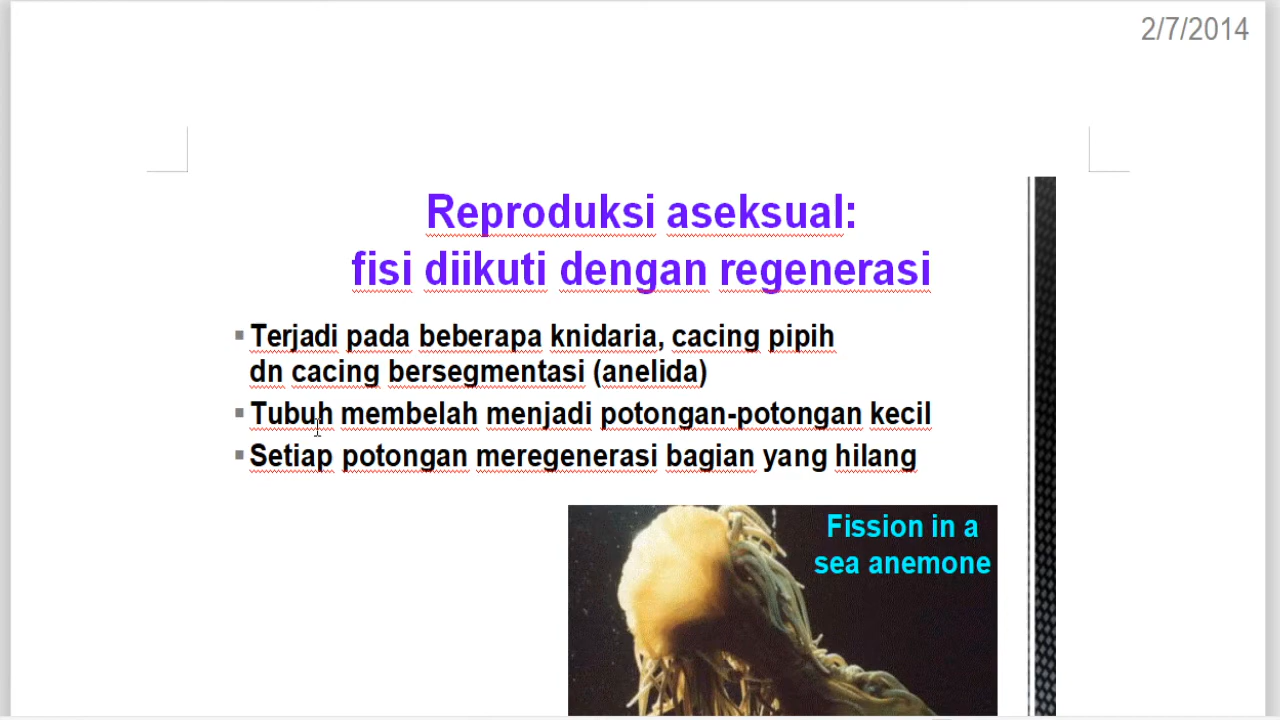 2/7/2014
Reproduksi aseksual:
fisi diikuti dengan regenerasi
▪ Terjadi pada beberapa knidaria, cacing pipih
dn cacing bersegmentasi (anelida)
▪ Tubuh membelah menjadi potongan-potongan kecil
▪ Setiap potongan meregenerasi bagian yang hilang
Fission in a
sea anemone